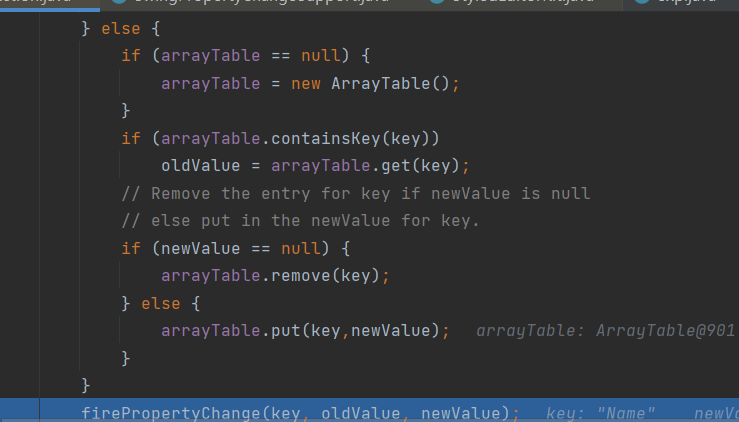 } else {
if (arrayTable == null) {
arrayTable = new ArrayTable();
}
if (arrayTable.containsKey(key))
oldValue = arrayTable.get(key);
// Remove the entry for key if newValue is null
// else put in the newValue for key.
if (newValue == null) {
arrayTable.remove(key);
} else {
arrayTable.put(key,newValue); arrayTable: ArrayTable@901
}
}
firePropertyChange(key, oldValue, newValue); key: "Name" newVa